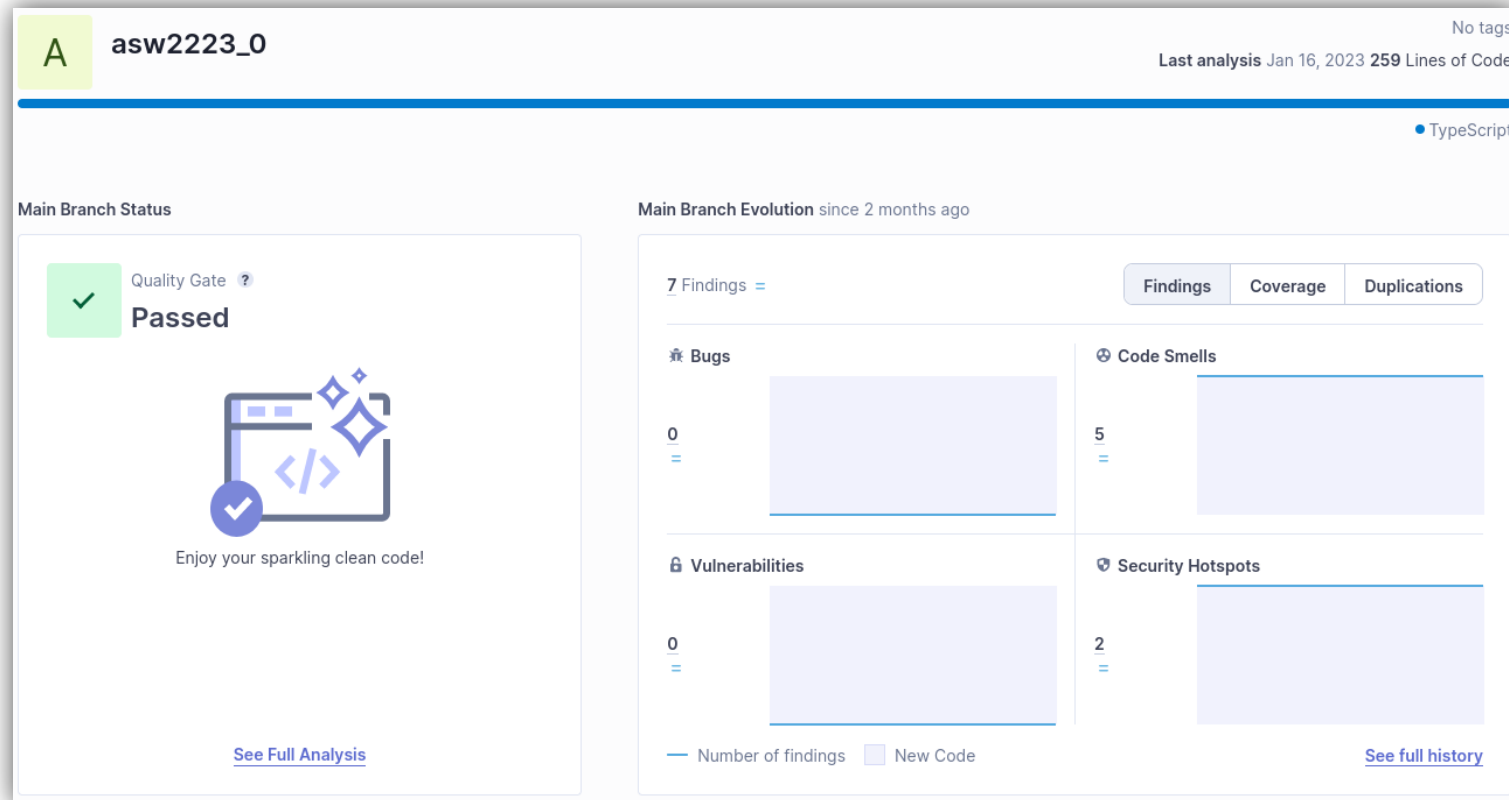 A
asw2223_0
No tags
Last analysis Jan 16, 2023 259 Lines of Code
TypeScript
Main Branch Status
Quality Gate ?
Passed
</>
Enjoy your sparkling clean code!
See Full Analysis
Main Branch Evolution since 2 months ago
7 Findings =
Findings Coverage Duplications
Bugs
0
=
Code Smells
5
=
Vulnerabilities
0
=
Security Hotspots
2
=
Number of findings New Code
See full history